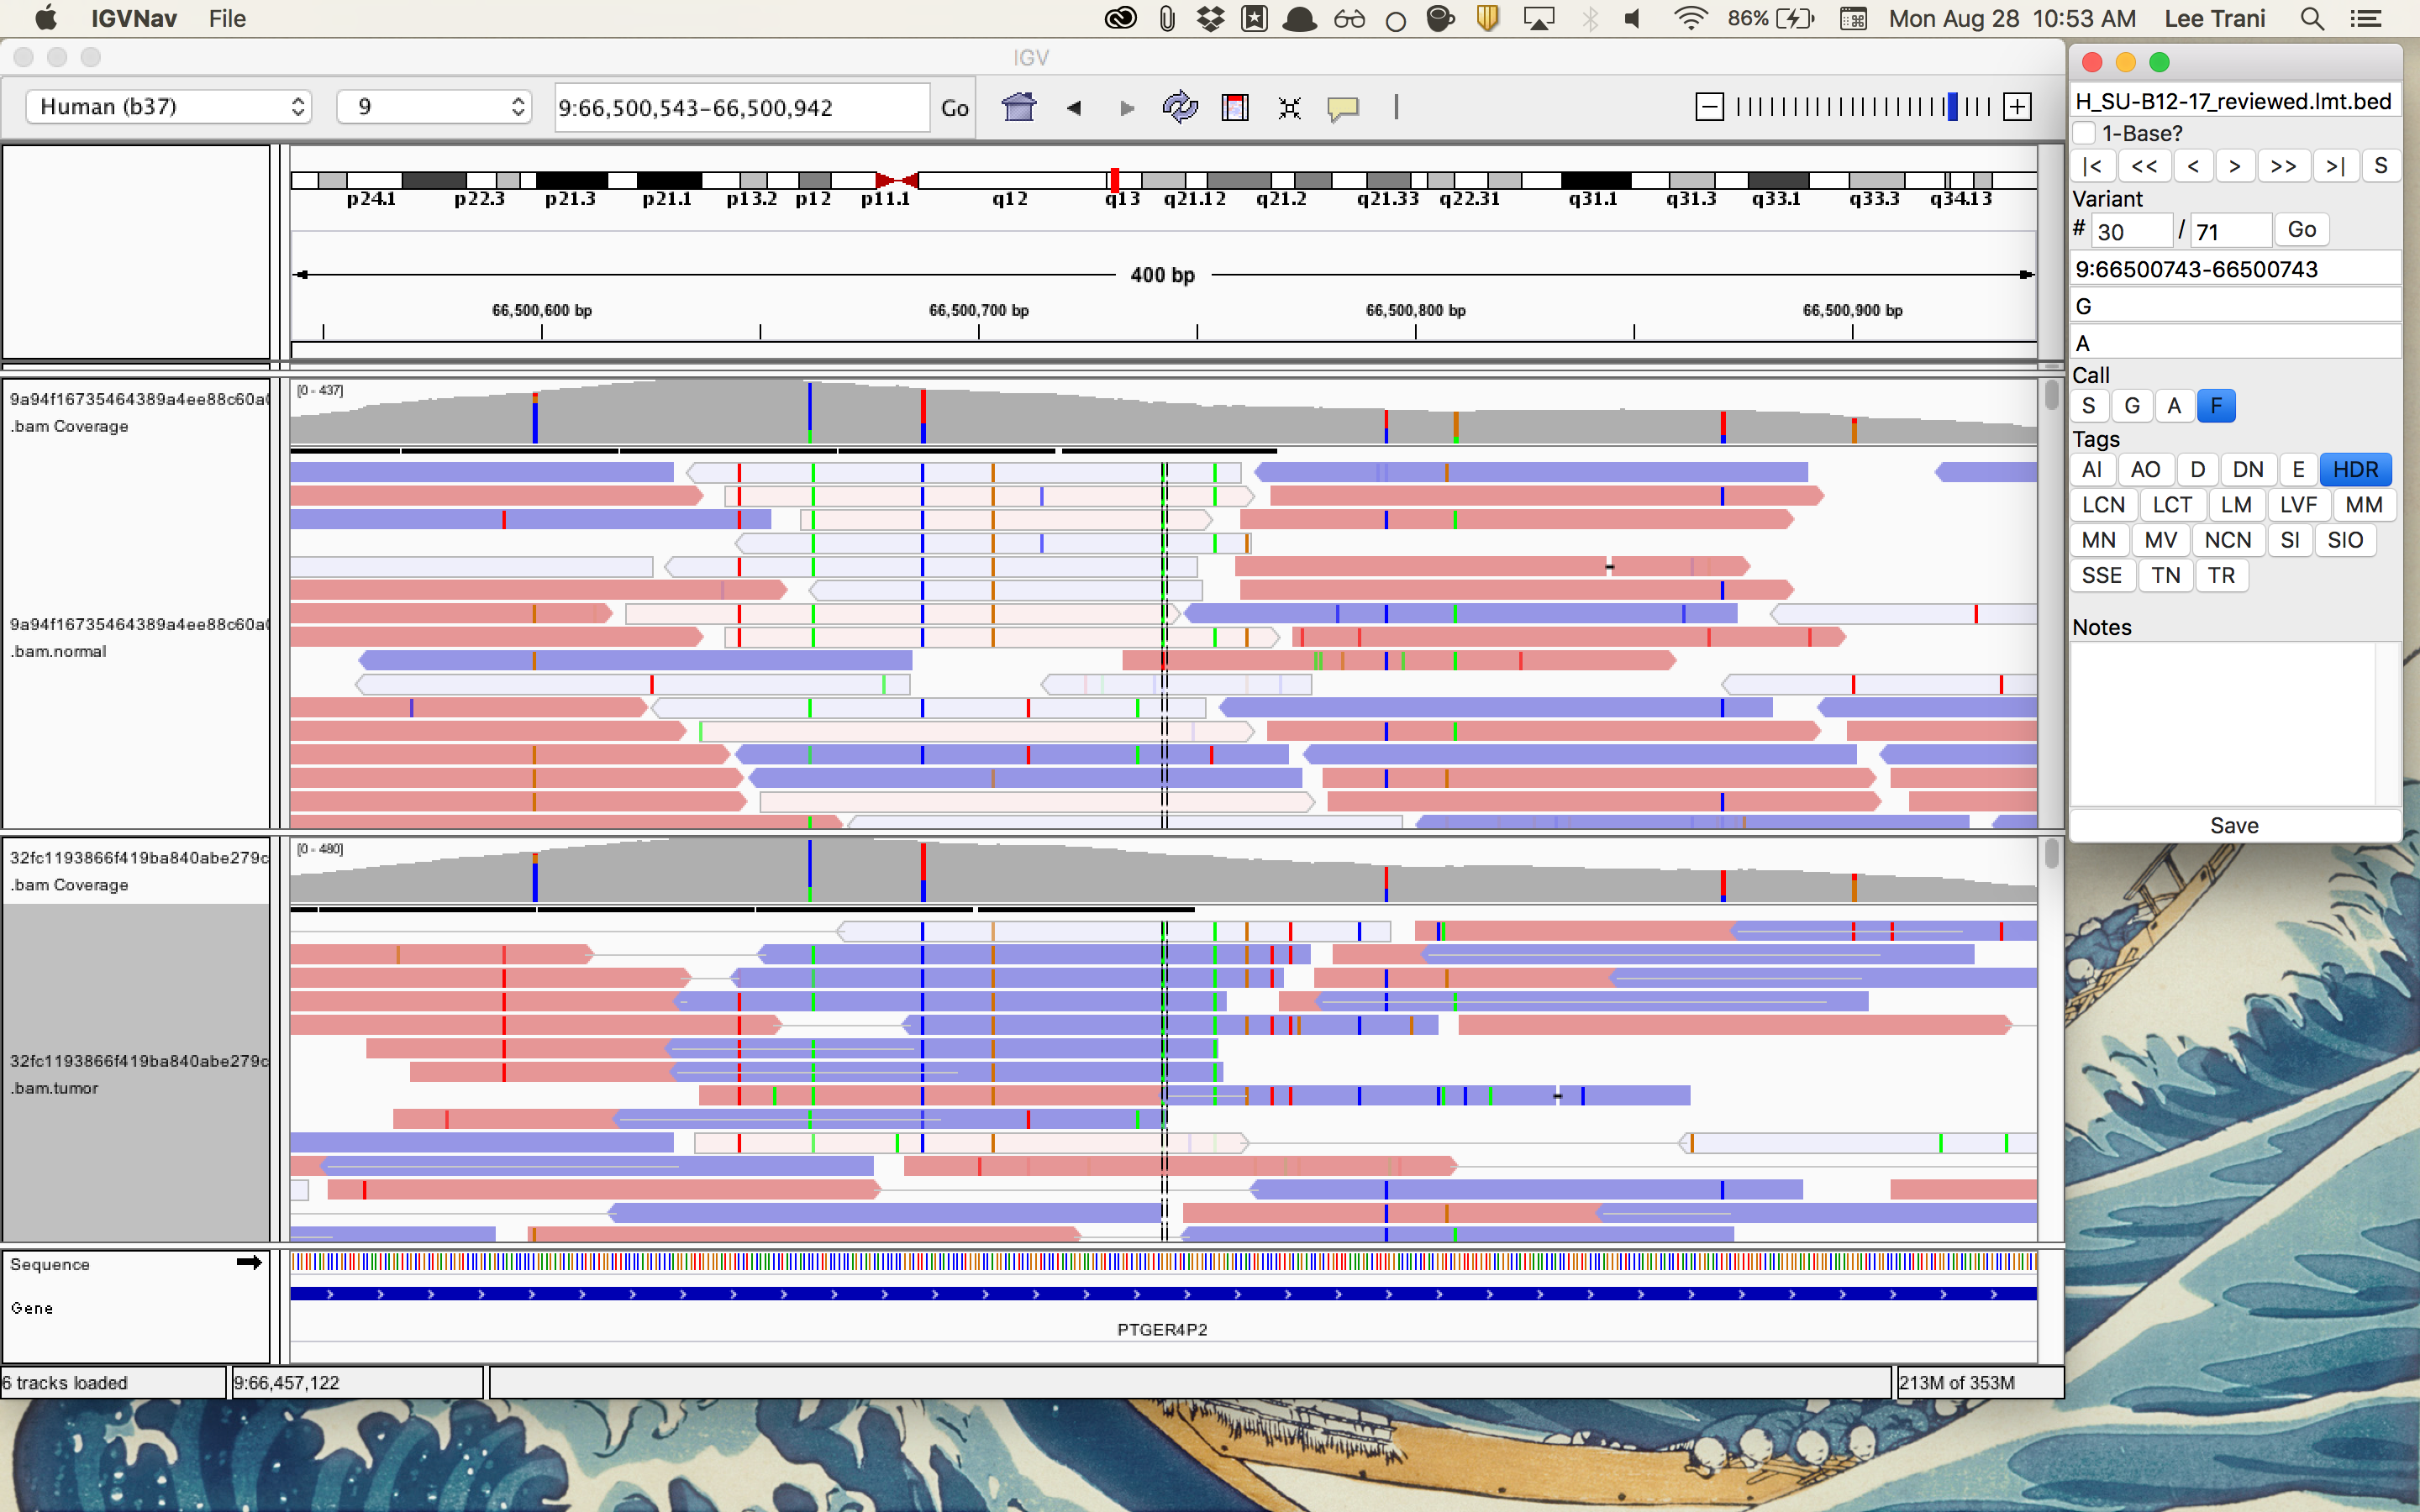 IGVNav File 86% Mon Aug 28 10:53 AM Lee Trani
IGV
Human (b37) 9 9:66,500,543-66,500,942 Go
p24.1 p22.3 p21.3 p21.1 p13.2 p12 p11.1 q12 q13 q21.12 q21.2 q21.33 q22.31 q31.1 q31.3 q33.1 q33.3 q34.13
400 bp
66,500,600 bp 66,500,700 bp 66,500,800 bp 66,500,900 bp
[0 - 437]
9a94f16735464389a4ee88c60a
.bam Coverage
9a94f16735464389a4ee88c60a
.bam.normal
[0 - 480]
32fc1193866f419ba840abe279c
.bam Coverage
32fc1193866f419ba840abe279c
.bam.tumor
Sequence
Gene
PTGER4P2
6 tracks loaded 9:66,457,122 213M of 353M
H_SU-B12-17_reviewed.lmt.bed
1-Base?
|< << < > >> >| S
Variant
# 30 / 71 Go
9:66500743-66500743
G
A
Call
S G A F
Tags
AI AO D DN E HDR
LCN LCT LM LVF MM
MN MV NCN SI SIO
SSE TN TR
Notes
Save